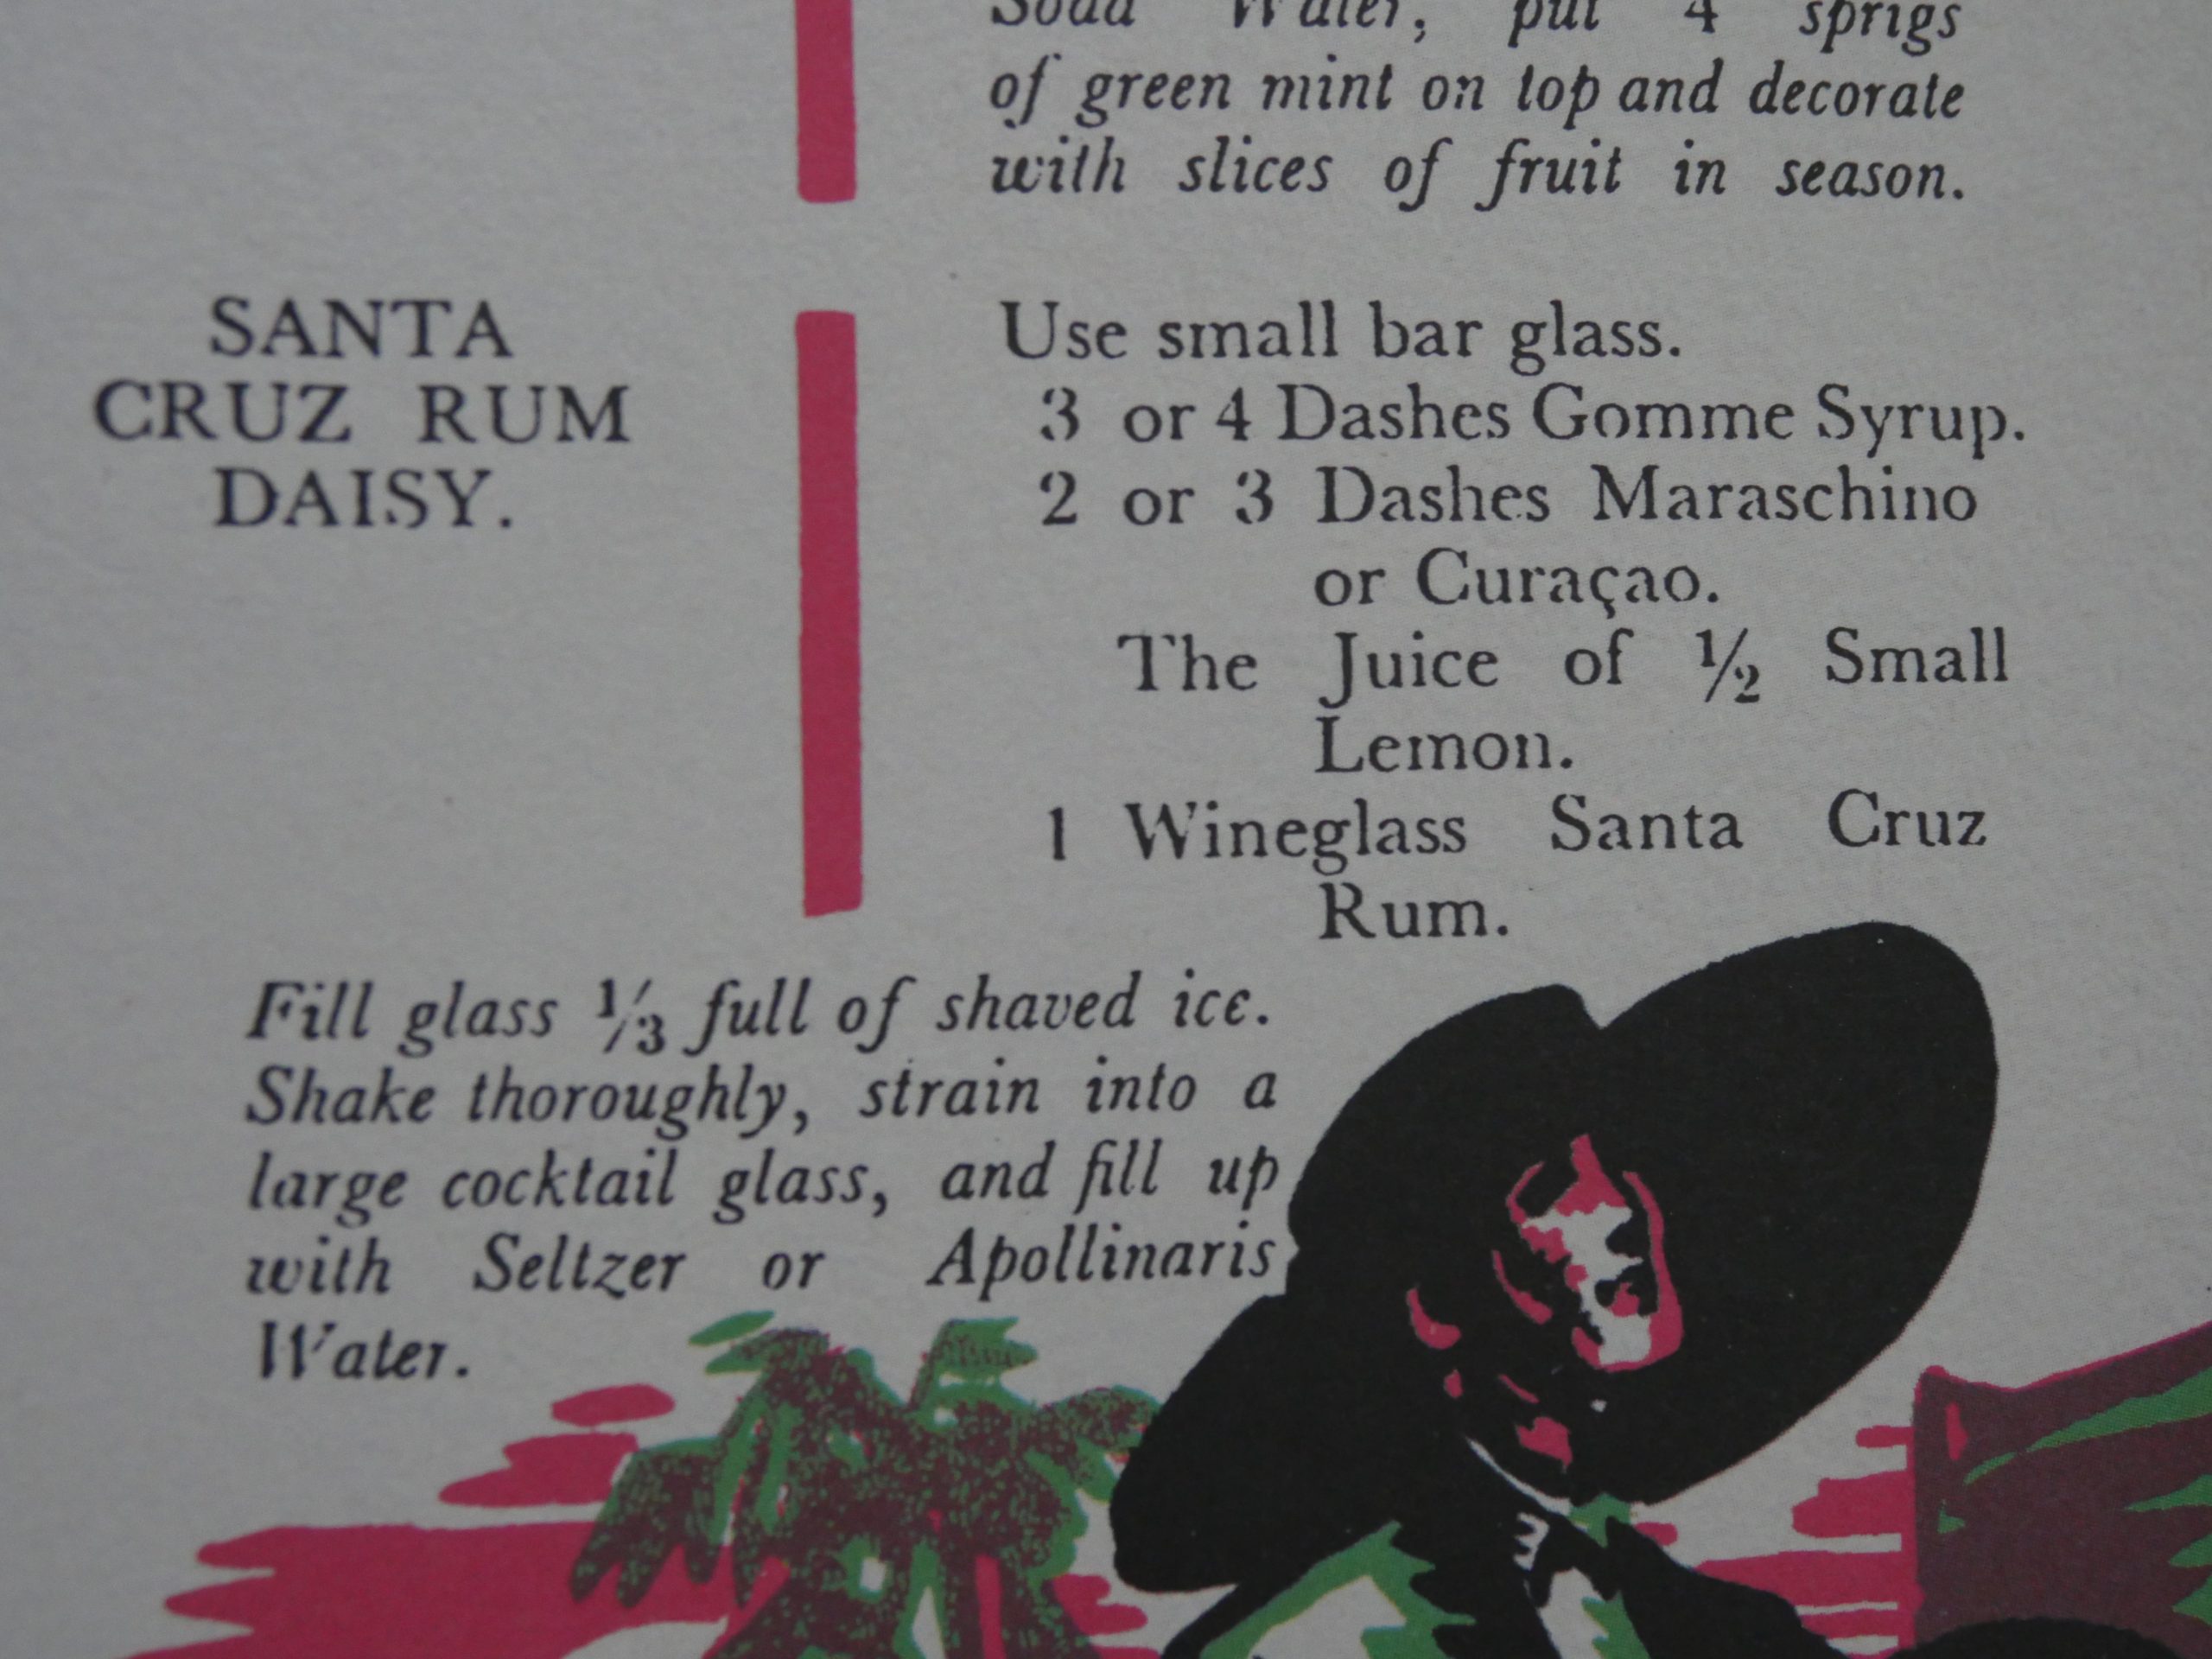 Soda Water, put 4 sprigs
of green mint on top and decorate
with slices of fruit in season.
SANTA
CRUZ RUM
DAISY.
Use small bar glass.
3 or 4 Dashes Gomme Syrup.
2 or 3 Dashes Maraschino
or Curaçao.
The Juice of ½ Small
Lemon.
1 Wineglass Santa Cruz
Rum.
Fill glass ⅓ full of shaved ice.
Shake thoroughly, strain into a
large cocktail glass, and fill up
with Seltzer or Apollinaris
Water.